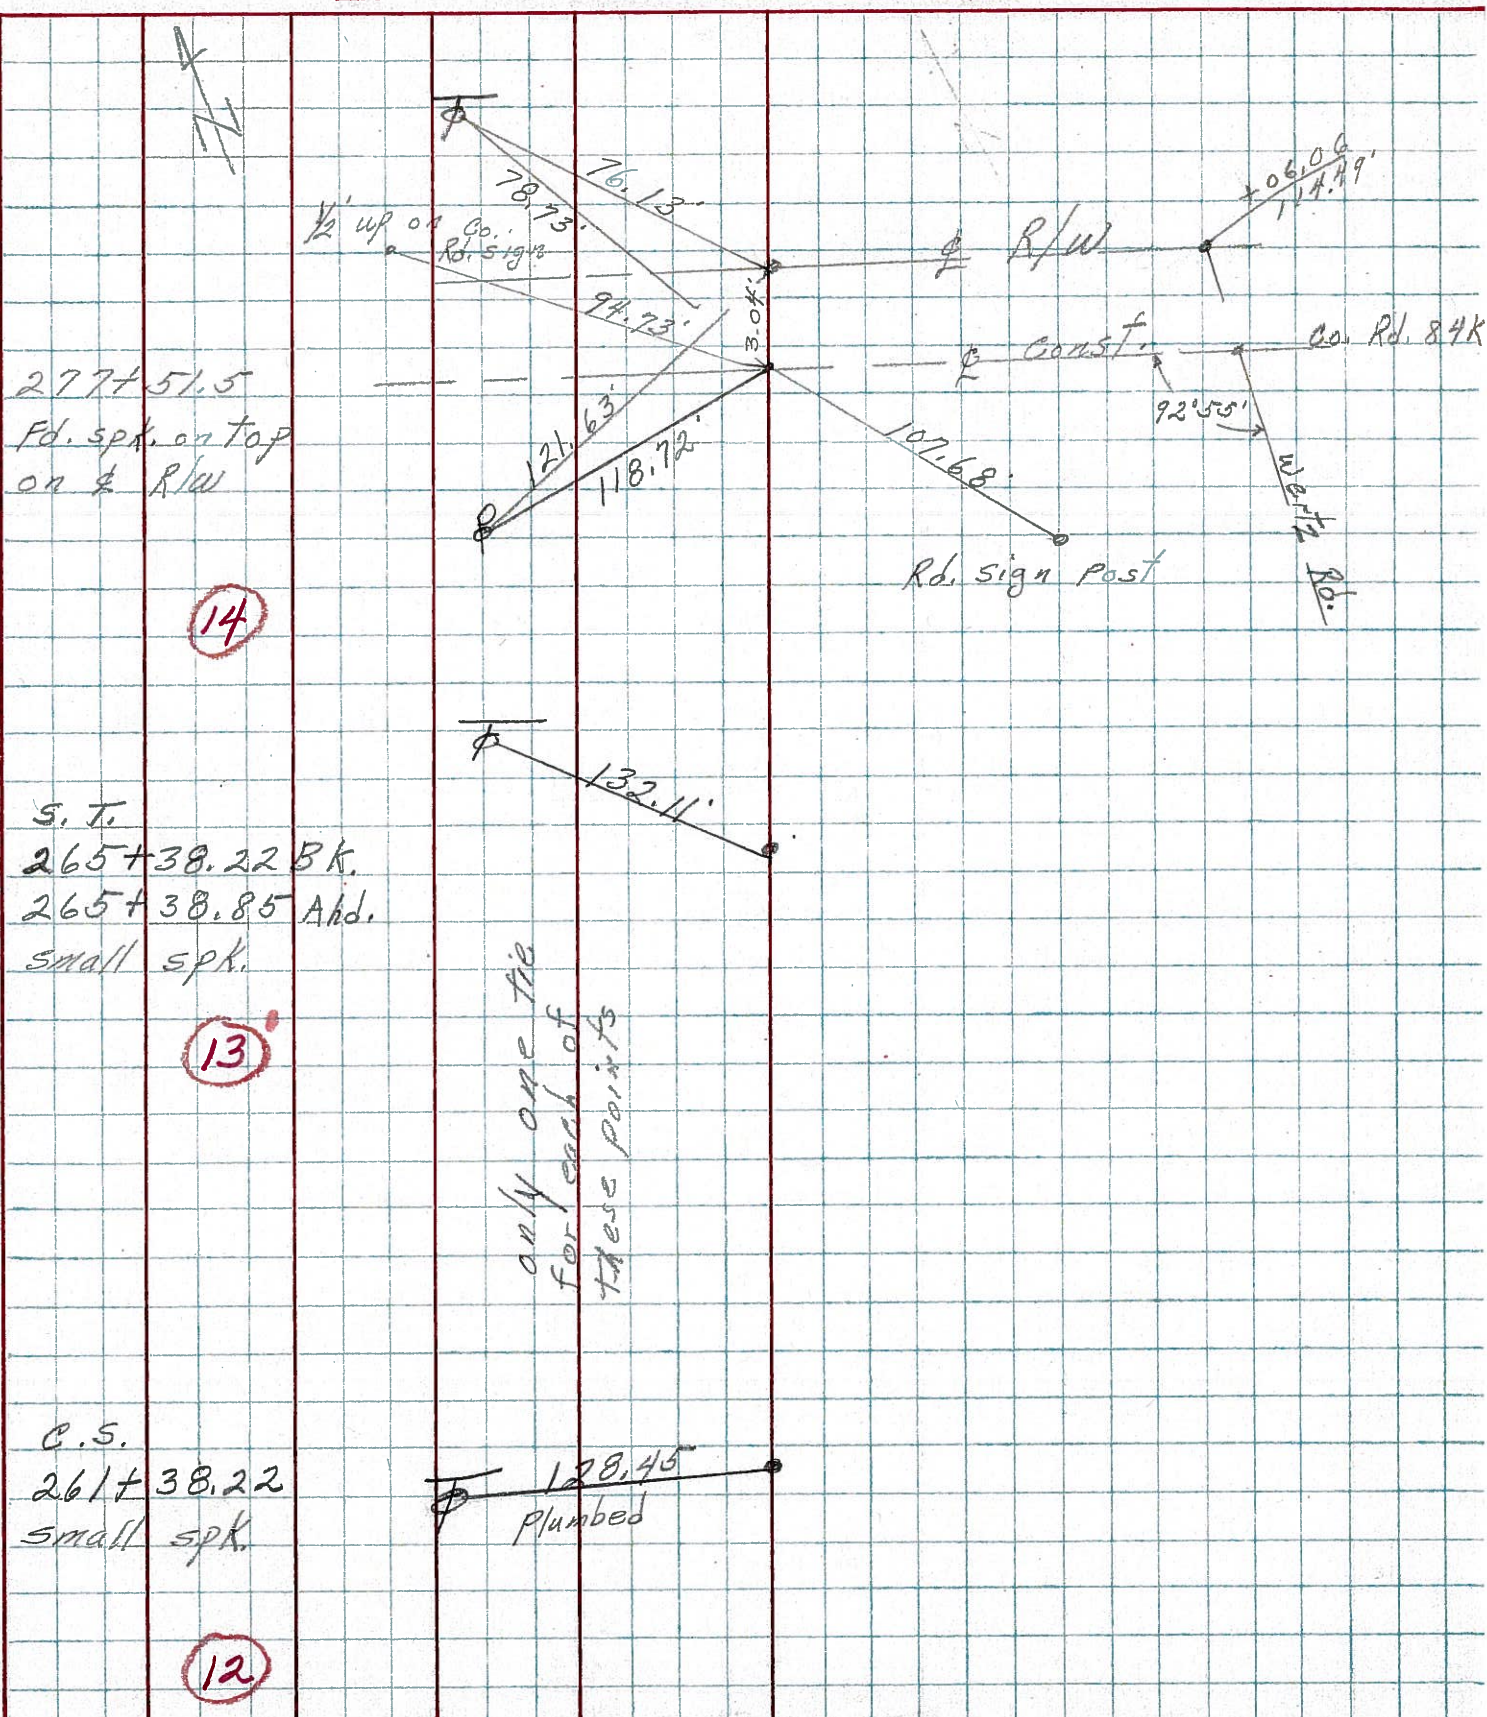 N
76.13'
78.73'
+06.06
114.49'
1/2' up on Co.
Rd. sign
℄ R/W
94.73'
3.04'
℄ Const.
Co. Rd. 84K
277+51.5
Fd. spk. on top
on ℄ R/W
92°55'
121.63'
118.72'
107.68'
Wertz Rd.
Rd. sign post
14
132.11'
S.T.
265+38.22 BK.
265+38.85 Ahd.
small spk.
13
only one tie
for each of
these points
C.S.
261+38.22
small spk.
128.45
plumbed
12